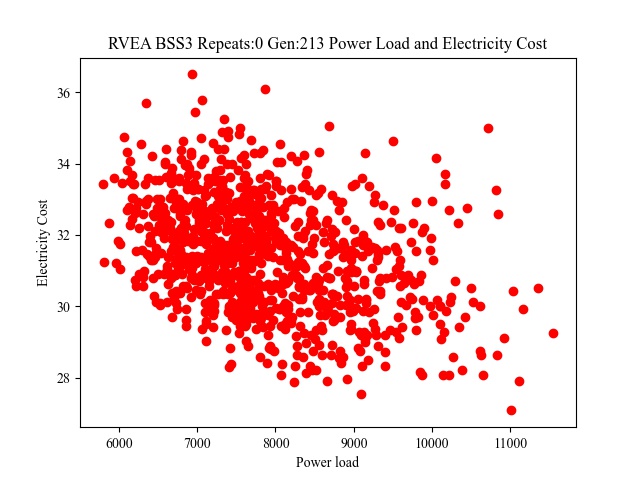 RVEA BSS3 Repeats:0 Gen:213 Power Load and Electricity Cost
36
34
32
30
28
Electricity Cost
6000 7000 8000 9000 10000 11000
Power load